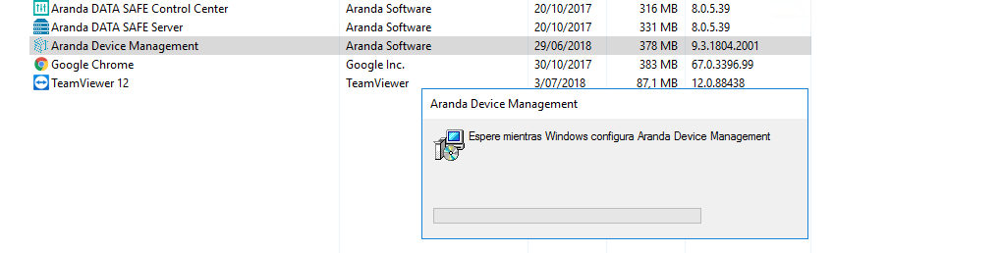 Aranda DATA SAFE Control Center Aranda Software 20/10/2017 316 MB 8.0.5.39
Aranda DATA SAFE Server Aranda Software 20/10/2017 331 MB 8.0.5.39
Aranda Device Management Aranda Software 29/06/2018 378 MB 9.3.1804.2001
Google Chrome Google Inc. 30/10/2017 383 MB 67.0.3396.99
TeamViewer 12 TeamViewer 3/07/2018 87,1 MB 12.0.88438
Aranda Device Management
Espere mientras Windows configura Aranda Device Management